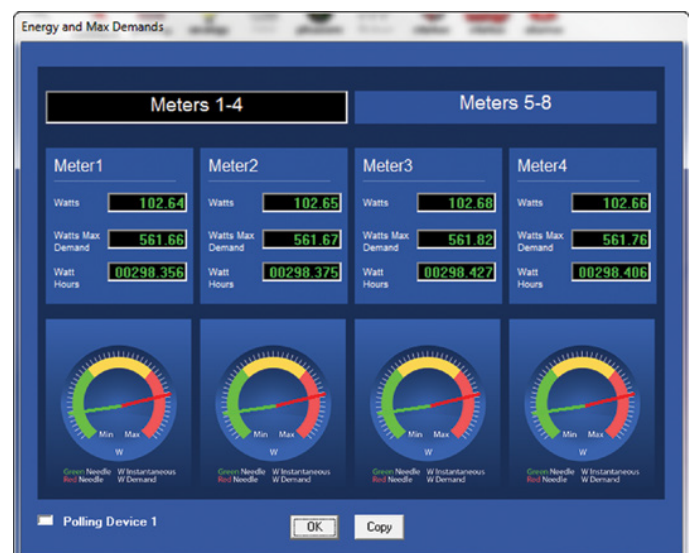 Energy and Max Demands
Meters 1-4
Meters 5-8
Meter1
Watts 102.64
Watts Max
Demand 561.66
Watt
Hours 00298.356
Meter2
Watts 102.65
Watts Max
Demand 561.67
Watt
Hours 00298.375
Meter3
Watts 102.68
Watts Max
Demand 561.82
Watt
Hours 00298.427
Meter4
Watts 102.66
Watts Max
Demand 561.76
Watt
Hours 00298.406
Min Max
W
Green Needle W Instantaneous
Red Needle W Demand
Min Max
W
Green Needle W Instantaneous
Red Needle W Demand
Min Max
W
Green Needle W Instantaneous
Red Needle W Demand
Min Max
W
Green Needle W Instantaneous
Red Needle W Demand
Polling Device 1
OK
Copy